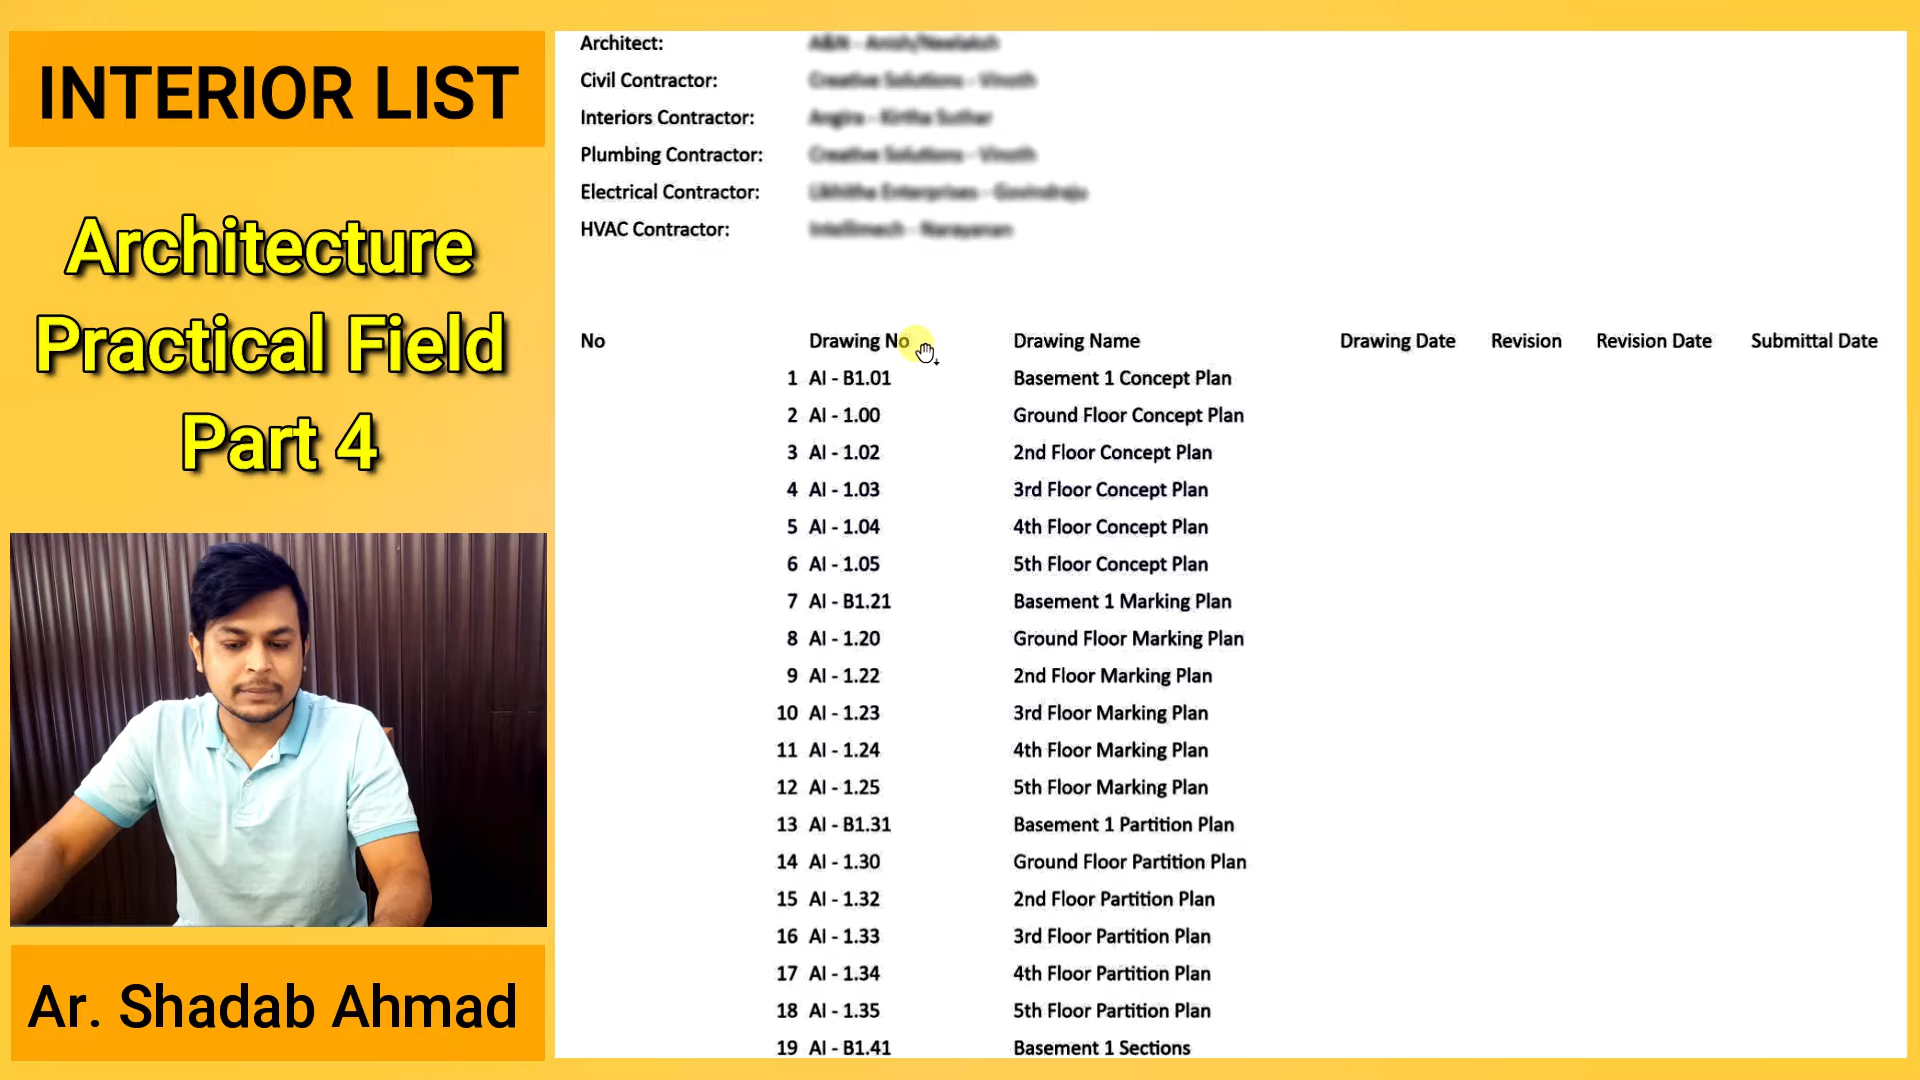 INTERIOR LIST
Architecture
Practical Field
Part 4
Ar. Shadab Ahmad
Architect:
Civil Contractor:
Interiors Contractor:
Plumbing Contractor:
Electrical Contractor:
HVAC Contractor:
No Drawing No Drawing Name Drawing Date Revision Revision Date Submittal Date
1 AI - B1.01 Basement 1 Concept Plan
2 AI - 1.00 Ground Floor Concept Plan
3 AI - 1.02 2nd Floor Concept Plan
4 AI - 1.03 3rd Floor Concept Plan
5 AI - 1.04 4th Floor Concept Plan
6 AI - 1.05 5th Floor Concept Plan
7 AI - B1.21 Basement 1 Marking Plan
8 AI - 1.20 Ground Floor Marking Plan
9 AI - 1.22 2nd Floor Marking Plan
10 AI - 1.23 3rd Floor Marking Plan
11 AI - 1.24 4th Floor Marking Plan
12 AI - 1.25 5th Floor Marking Plan
13 AI - B1.31 Basement 1 Partition Plan
14 AI - 1.30 Ground Floor Partition Plan
15 AI - 1.32 2nd Floor Partition Plan
16 AI - 1.33 3rd Floor Partition Plan
17 AI - 1.34 4th Floor Partition Plan
18 AI - 1.35 5th Floor Partition Plan
19 AI - B1.41 Basement 1 Sections